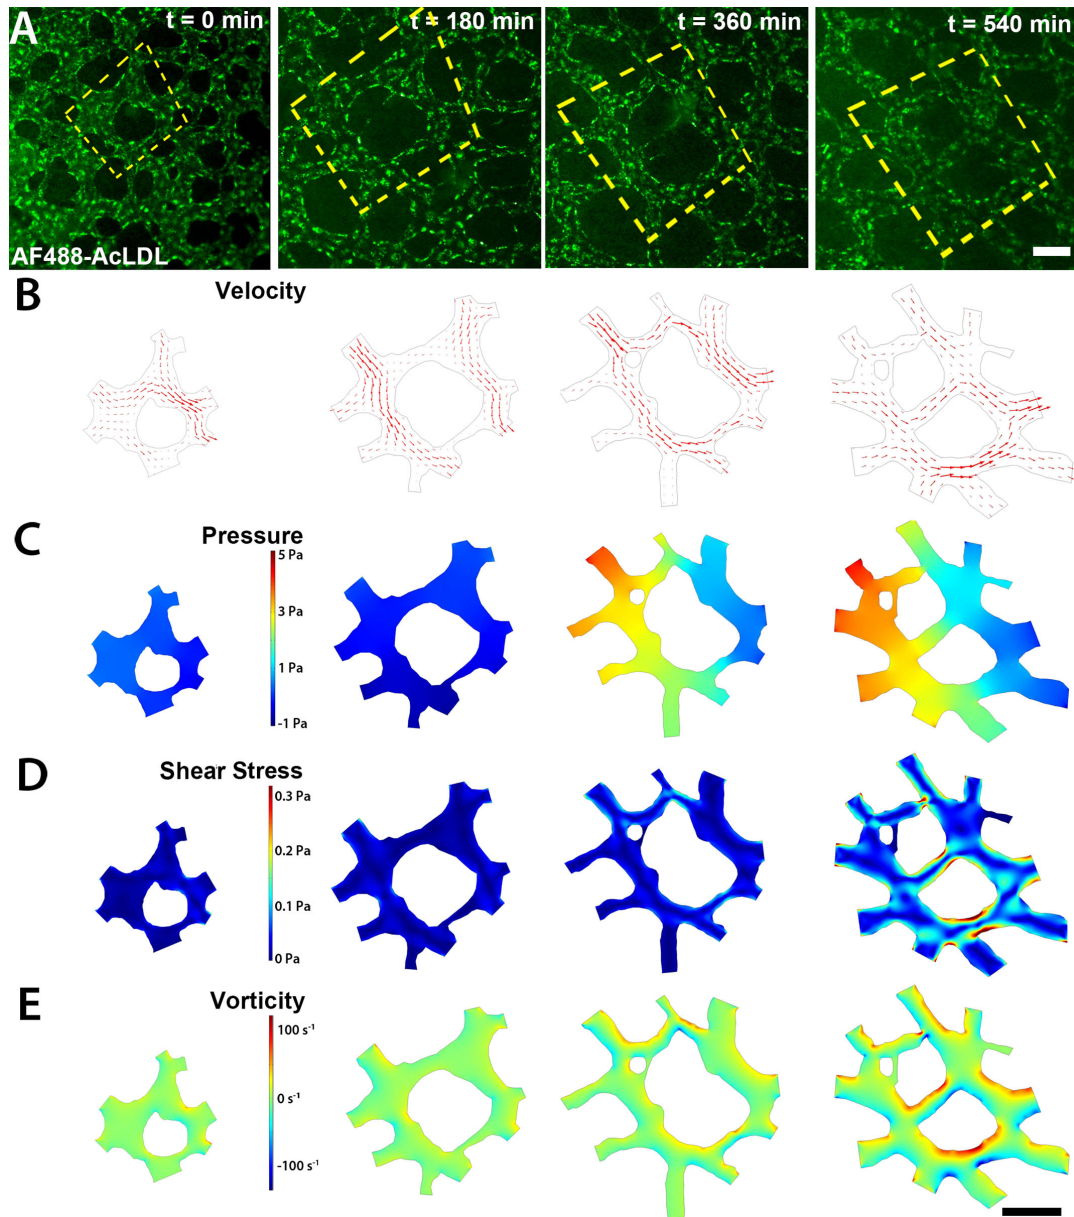 A
t = 0 min
t = 180 min
t = 360 min
t = 540 min
AF488-AcLDL
B
Velocity
C
Pressure
5 Pa
3 Pa
1 Pa
-1 Pa
D
Shear Stress
0.3 Pa
0.2 Pa
0.1 Pa
0 Pa
E
Vorticity
100 s⁻¹
0 s⁻¹
-100 s⁻¹